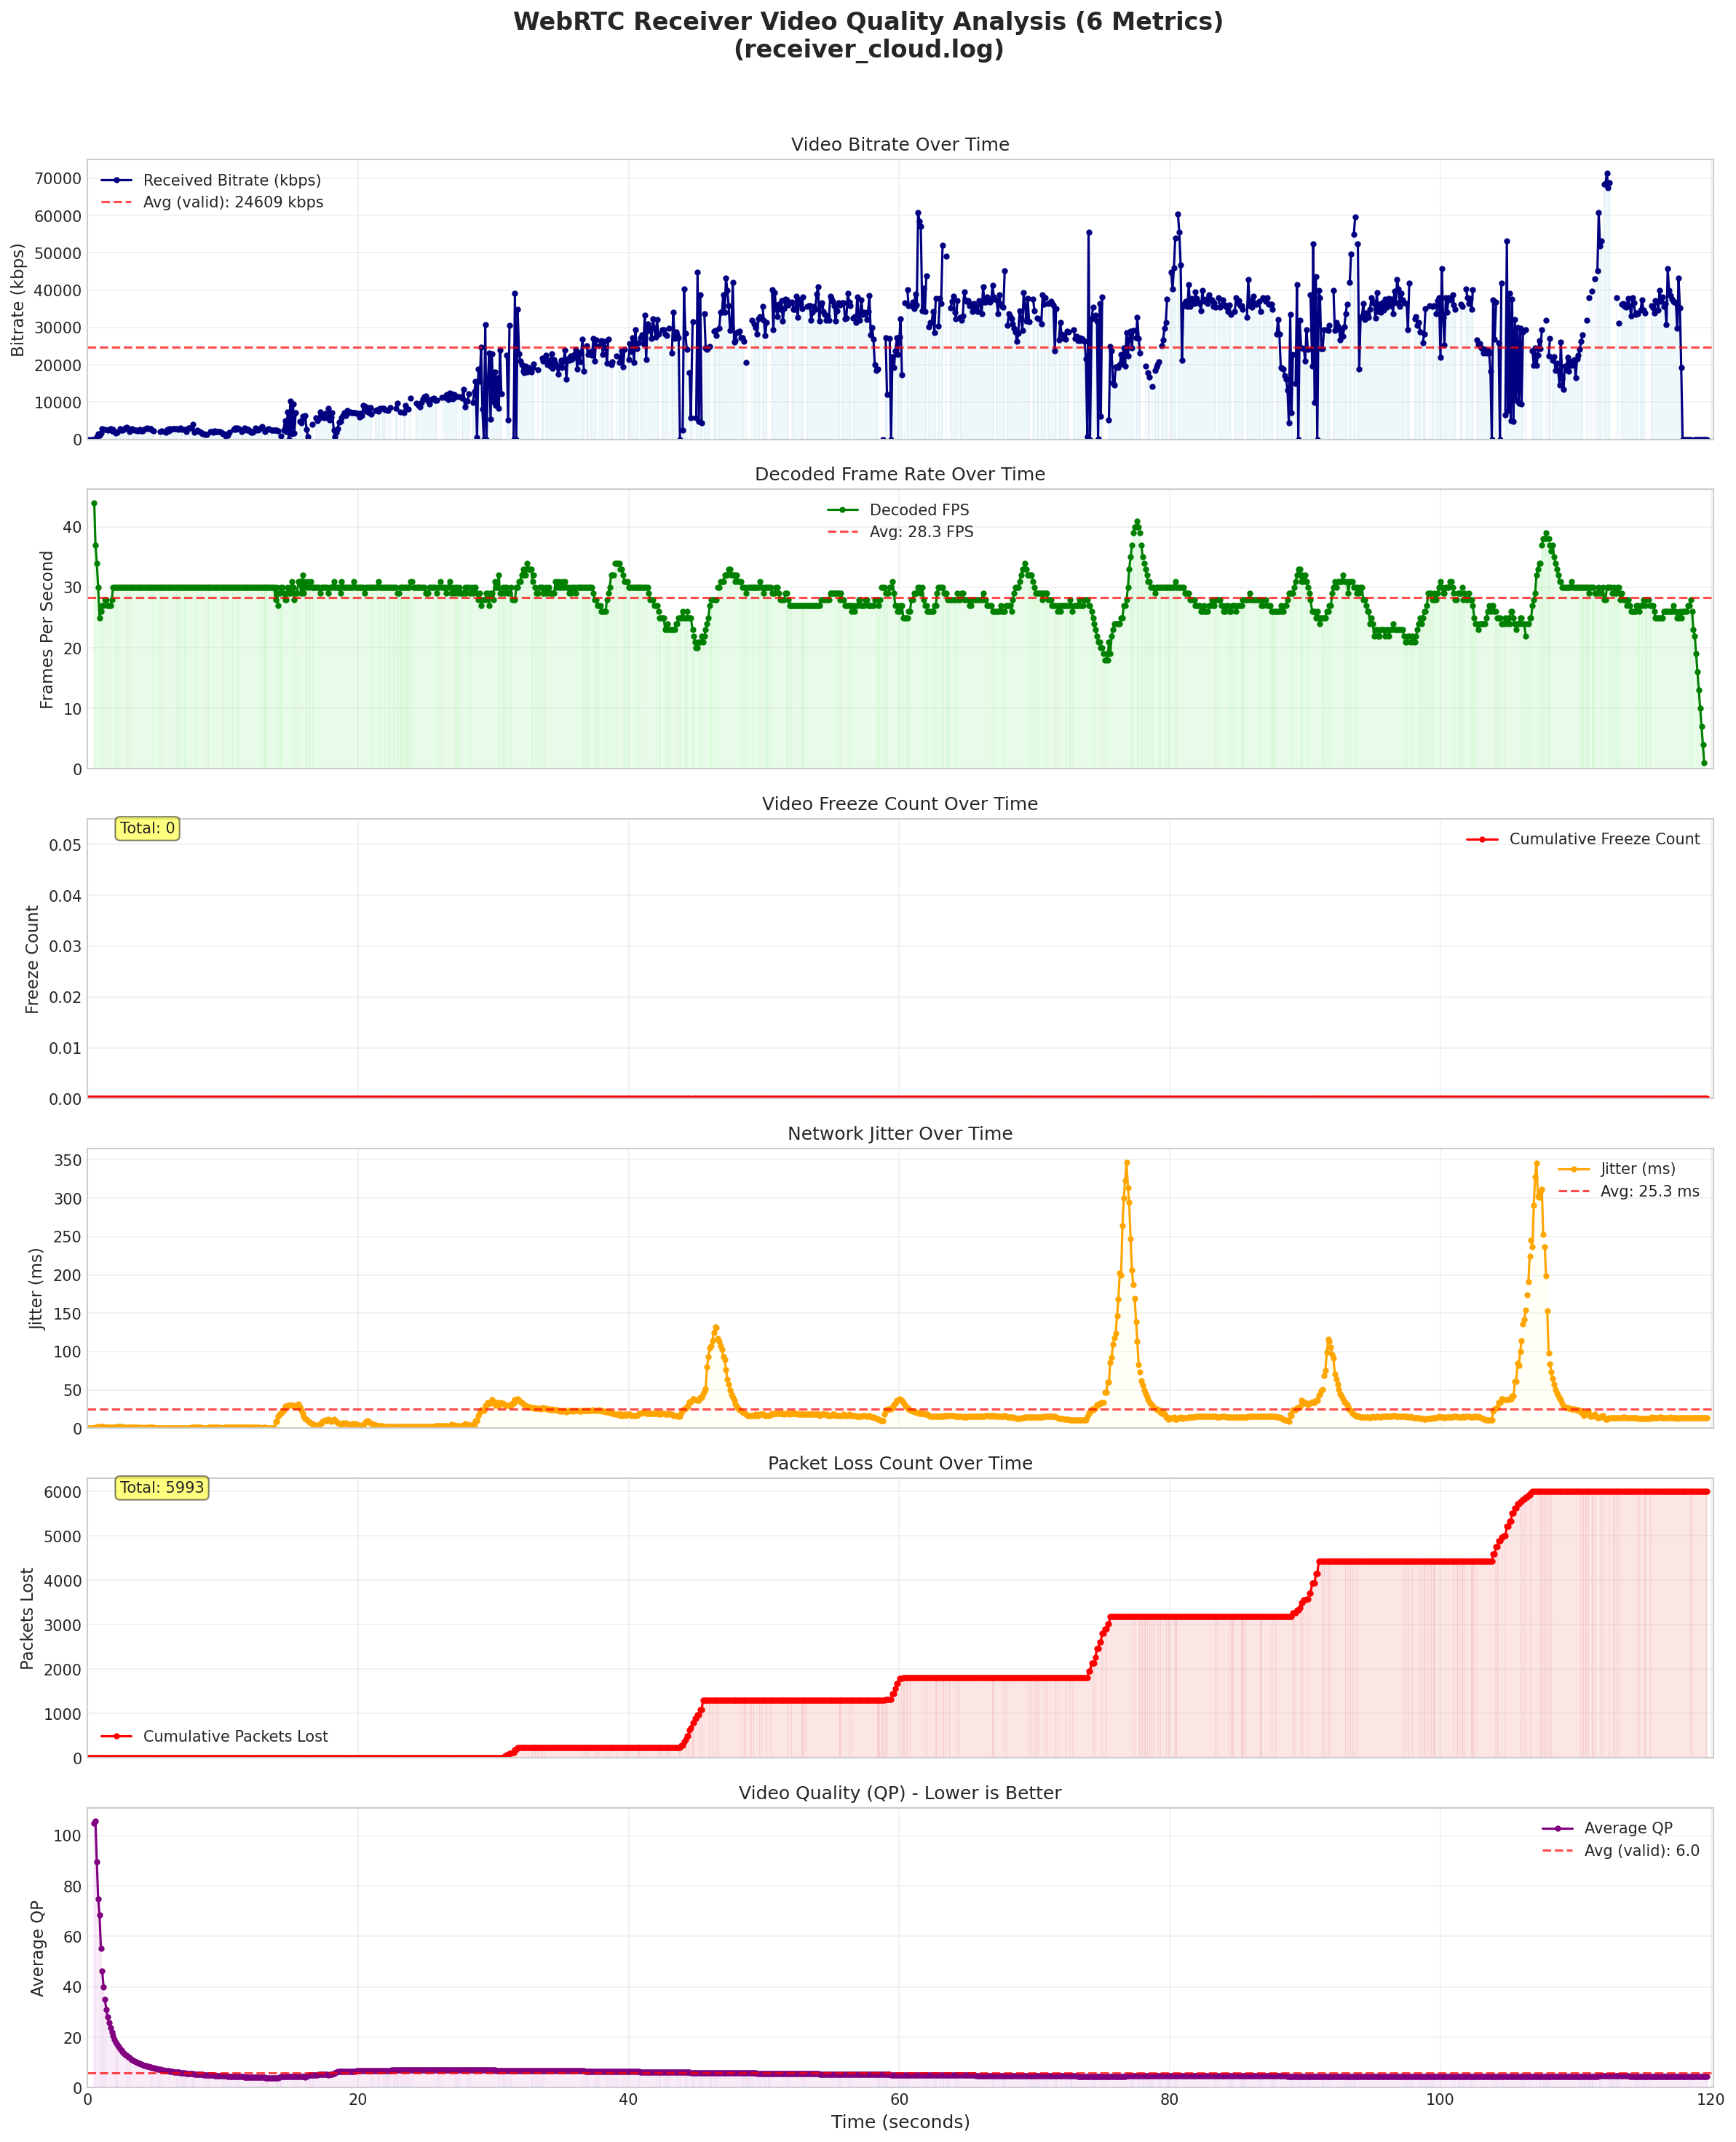 WebRTC Receiver Video Quality Analysis (6 Metrics)
(receiver_cloud.log)
Video Bitrate Over Time
Bitrate (kbps)
70000
60000
50000
40000
30000
20000
10000
0
Received Bitrate (kbps)
Avg (valid): 24609 kbps
Decoded Frame Rate Over Time
Frames Per Second
40
30
20
10
0
Decoded FPS
Avg: 28.3 FPS
Video Freeze Count Over Time
Freeze Count
Total: 0
0.05
0.04
0.03
0.02
0.01
0.00
Cumulative Freeze Count
Network Jitter Over Time
Jitter (ms)
350
300
250
200
150
100
50
0
Jitter (ms)
Avg: 25.3 ms
Packet Loss Count Over Time
Packets Lost
Total: 5993
6000
5000
4000
3000
2000
1000
0
Cumulative Packets Lost
Video Quality (QP) - Lower is Better
Average QP
100
80
60
40
20
0
Average QP
Avg (valid): 6.0
0 20 40 60 80 100 120
Time (seconds)